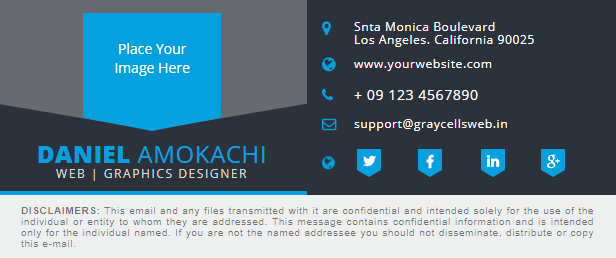 Place Your
Image Here
DANIEL AMOKACHI
WEB | GRAPHICS DESIGNER
Snta Monica Boulevard
Los Angeles. California 90025
www.yourwebsite.com
+ 09 123 4567890
support@graycellsweb.in
f
in
g+
DISCLAIMERS: This email and any files transmitted with it are confidential and intended solely for the use of the
individual or entity to whom they are addressed. This message contains confidential information and is intended
only for the individual named. If you are not the named addressee you should not disseminate, distribute or copy
this e-mail.